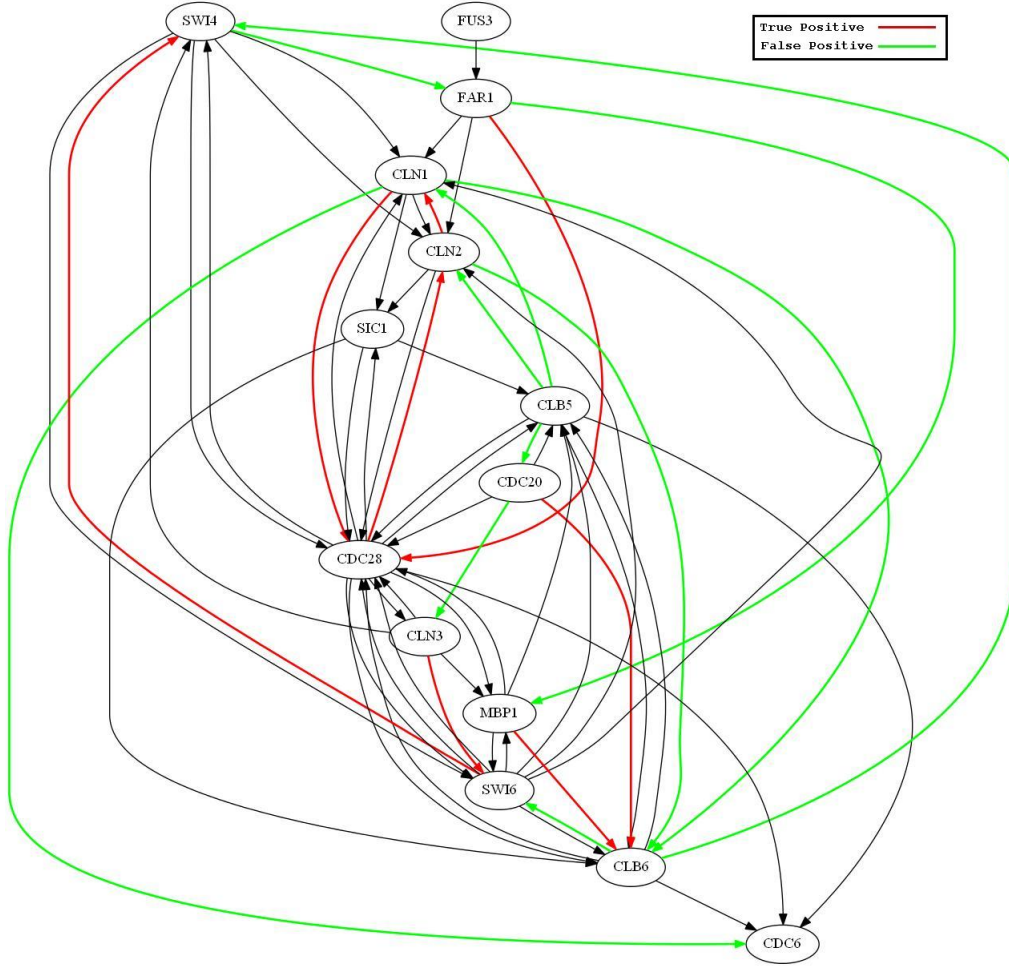 SWI4
FUS3
True Positive
False Positive
FAR1
CLN1
CLN2
SIC1
CLB5
CDC20
CDC28
CLN3
MBP1
SWI6
CLB6
CDC6